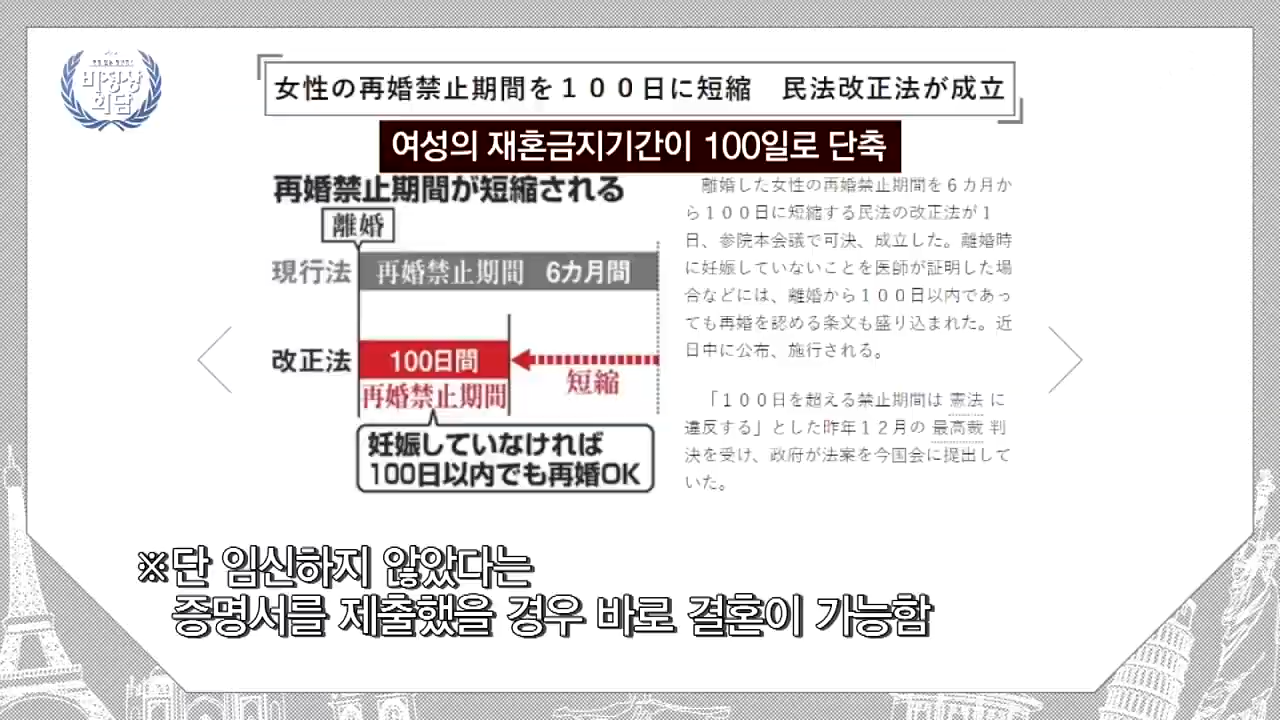 비정상
회담
女性の再婚禁止期間を１００日に短縮　民法改正法が成立
여성의 재혼금지기간이 100일로 단축
再婚禁止期間が短縮される
離婚
現行法
再婚禁止期間 6カ月間
改正法
100日間
再婚禁止期間
短縮
妊娠していなければ
100日以内でも再婚OK
離婚した女性の再婚禁止期間を６カ月か
ら１００日に短縮する民法の改正法が１
日、参院本会議で可決、成立した。離婚時
に妊娠していないことを医師が証明した場
合などには、離婚から１００日以内であっ
ても再婚を認める条文も盛り込まれた。近
日中に公布、施行される。
「１００日を超える禁止期間は 憲法 に
違反する」とした昨年１２月の 最高裁 判
決を受け、政府が法案を今国会に提出して
いた。
※단 임신하지 않았다는
증명서를 제출했을 경우 바로 결혼이 가능함